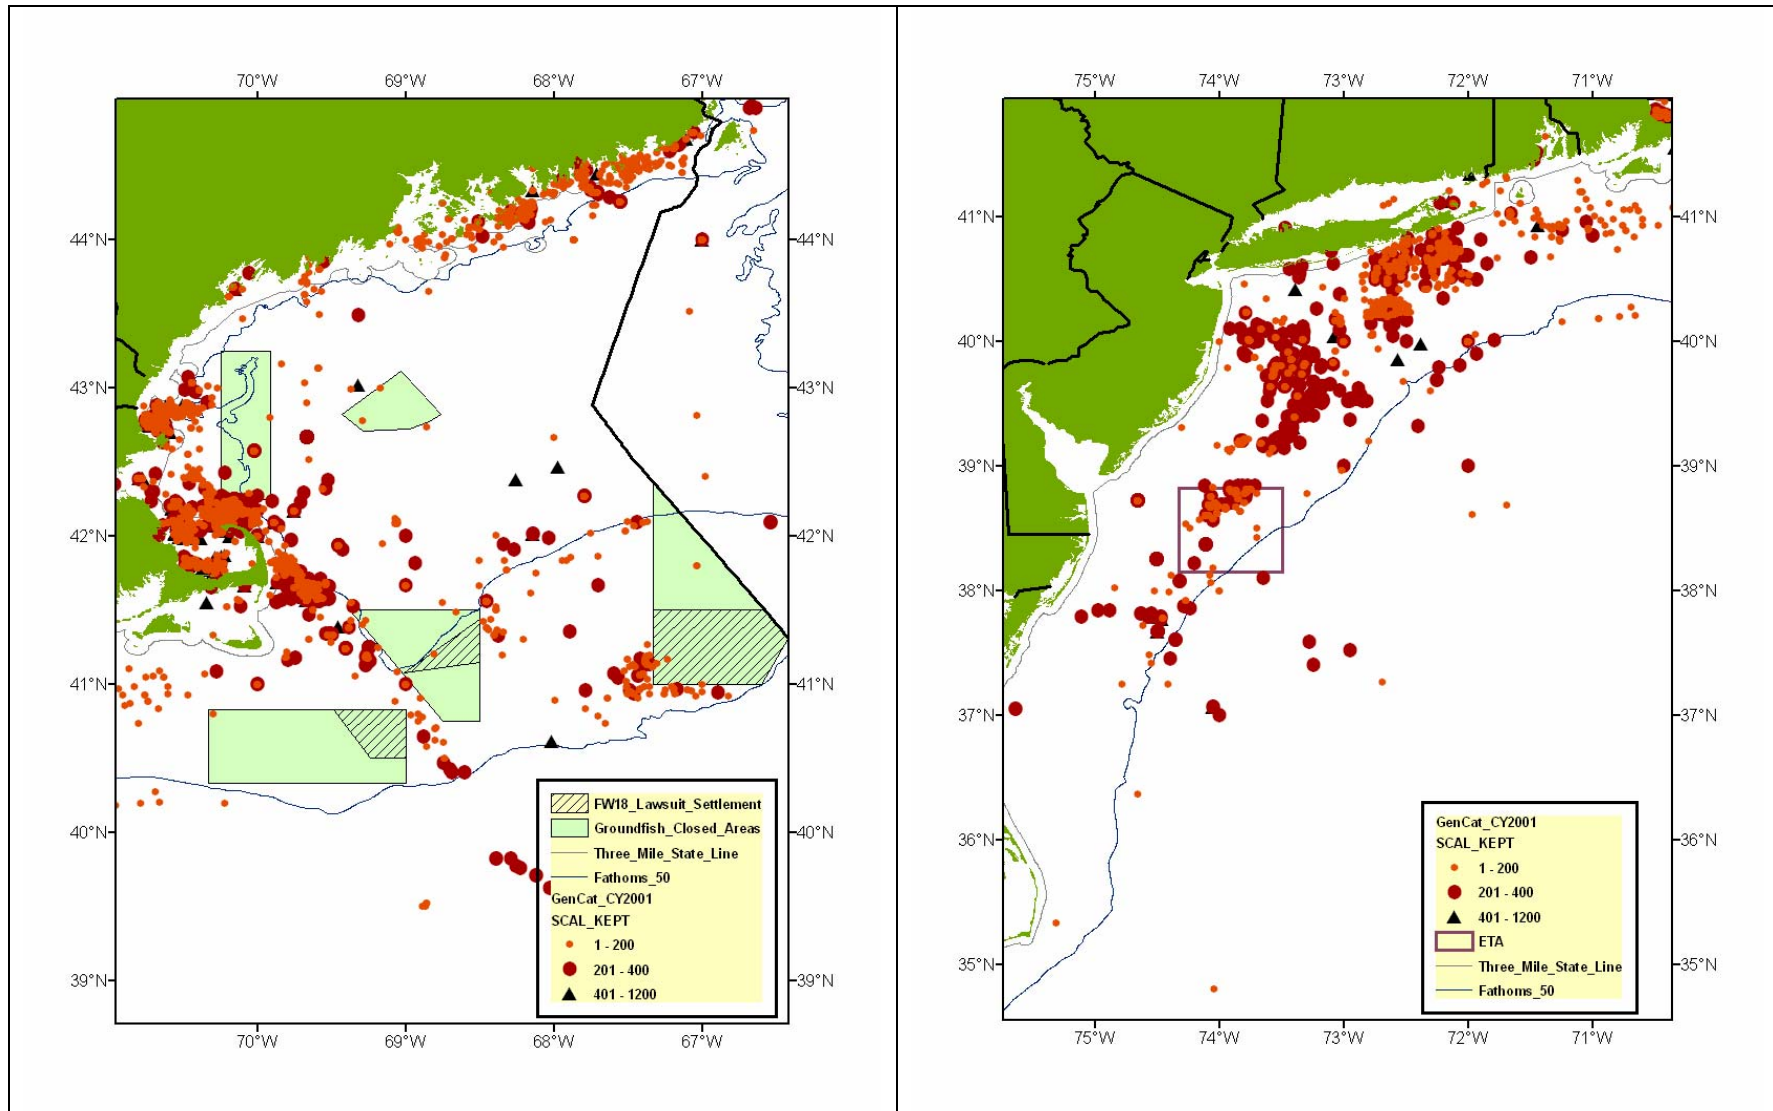 70°W 69°W 68°W 67°W
44°N 44°N
43°N 43°N
42°N 42°N
41°N 41°N
40°N 40°N
39°N 39°N
FW18_Lawsuit_Settlement
Groundfish_Closed_Areas
Three_Mile_State_Line
Fathoms_50
GenCat_CY2001
SCAL_KEPT
1 - 200
201 - 400
401 - 1200
70°W 69°W 68°W 67°W
75°W 74°W 73°W 72°W 71°W
41°N 41°N
40°N 40°N
39°N 39°N
38°N 38°N
37°N 37°N
36°N 36°N
35°N 35°N
GenCat_CY2001
SCAL_KEPT
1 - 200
201 - 400
401 - 1200
ETA
Three_Mile_State_Line
Fathoms_50
75°W 74°W 73°W 72°W 71°W